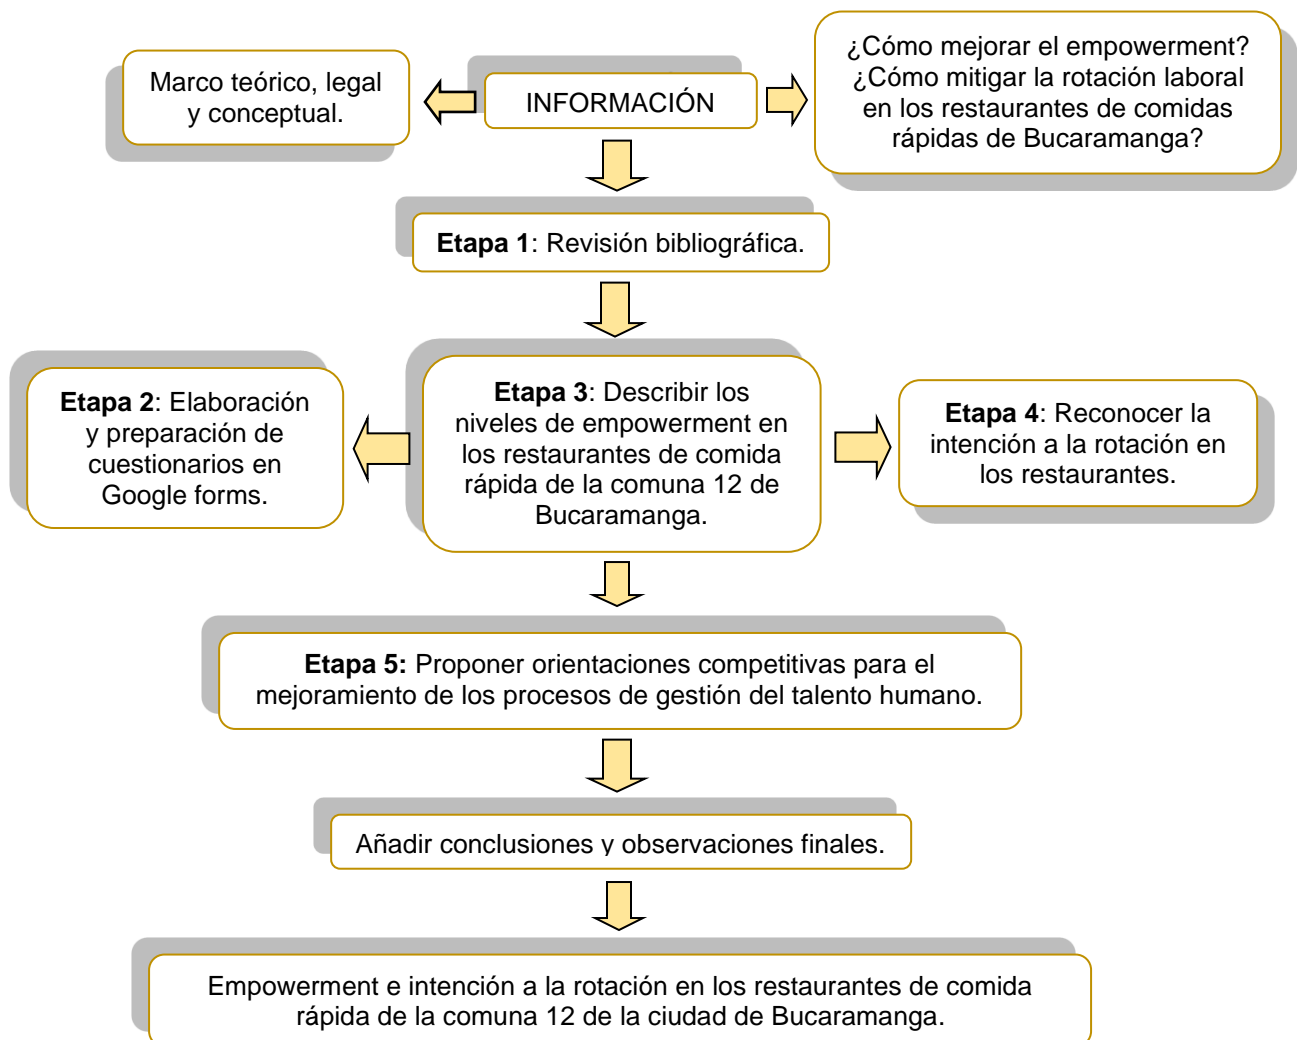 Marco teórico, legal
y conceptual.
INFORMACIÓN
¿Cómo mejorar el empowerment?
¿Cómo mitigar la rotación laboral
en los restaurantes de comidas
rápidas de Bucaramanga?
Etapa 1: Revisión bibliográfica.
Etapa 2: Elaboración
y preparación de
cuestionarios en
Google forms.
Etapa 3: Describir los
niveles de empowerment en
los restaurantes de comida
rápida de la comuna 12 de
Bucaramanga.
Etapa 4: Reconocer la
intención a la rotación en
los restaurantes.
Etapa 5: Proponer orientaciones competitivas para el
mejoramiento de los procesos de gestión del talento humano.
Añadir conclusiones y observaciones finales.
Empowerment e intención a la rotación en los restaurantes de comida
rápida de la comuna 12 de la ciudad de Bucaramanga.